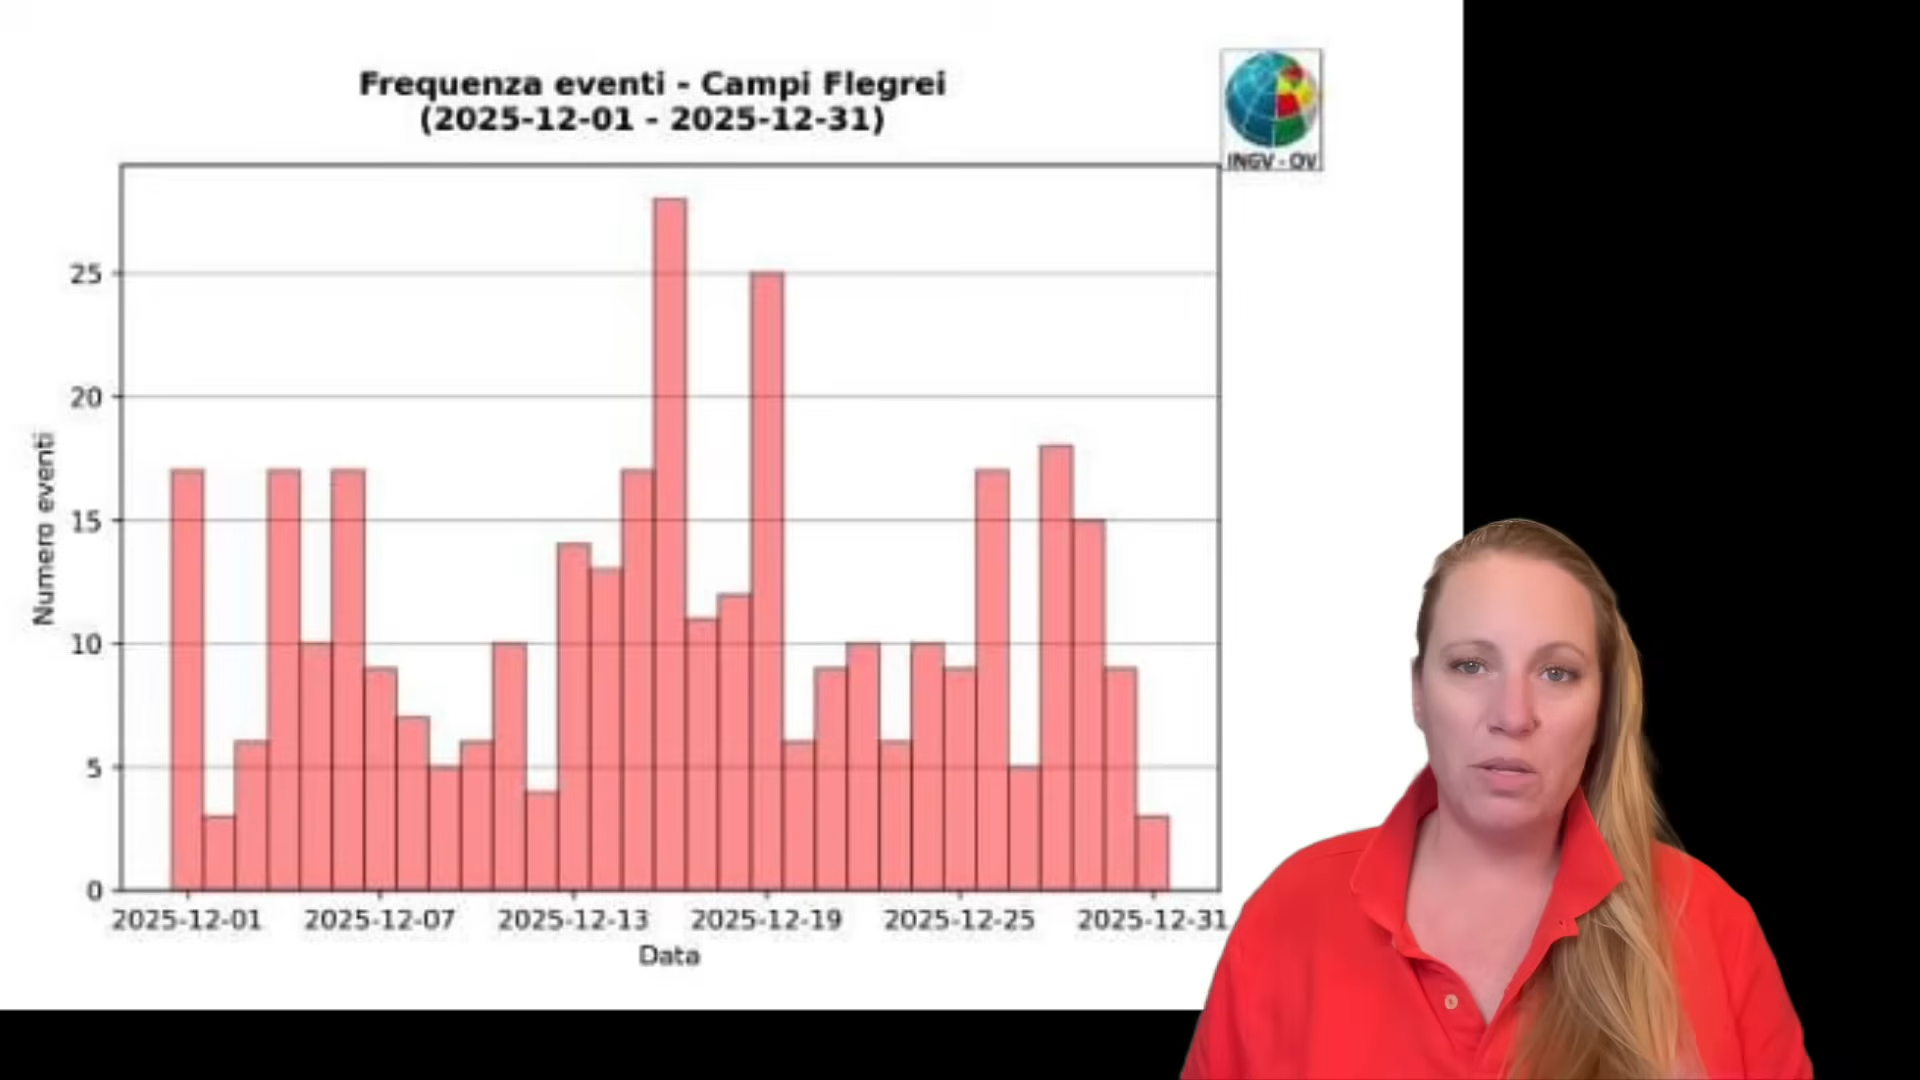 Frequenza eventi - Campi Flegrei
(2025-12-01 - 2025-12-31)
INGV - OV
Numero eventi
25
20
15
10
5
0
2025-12-01 2025-12-07 2025-12-13 2025-12-19 2025-12-25 2025-12-31
Data